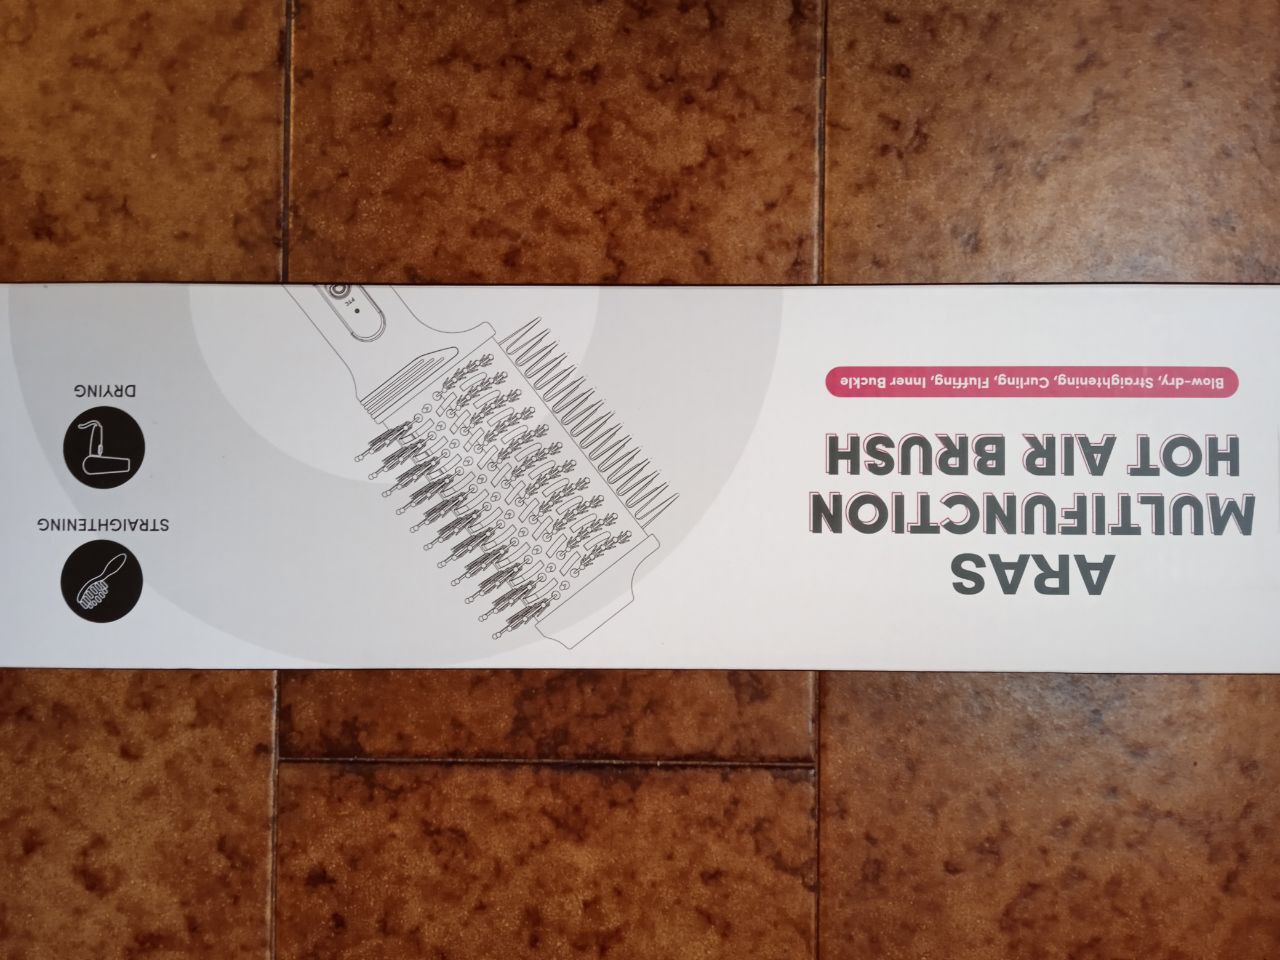 ARAS
MULTIFUNCTION
HOT AIR BRUSH
Blow-dry, Straightening, Curling, Fluffing, Inner Buckle
STRAIGHTENING
DRYING